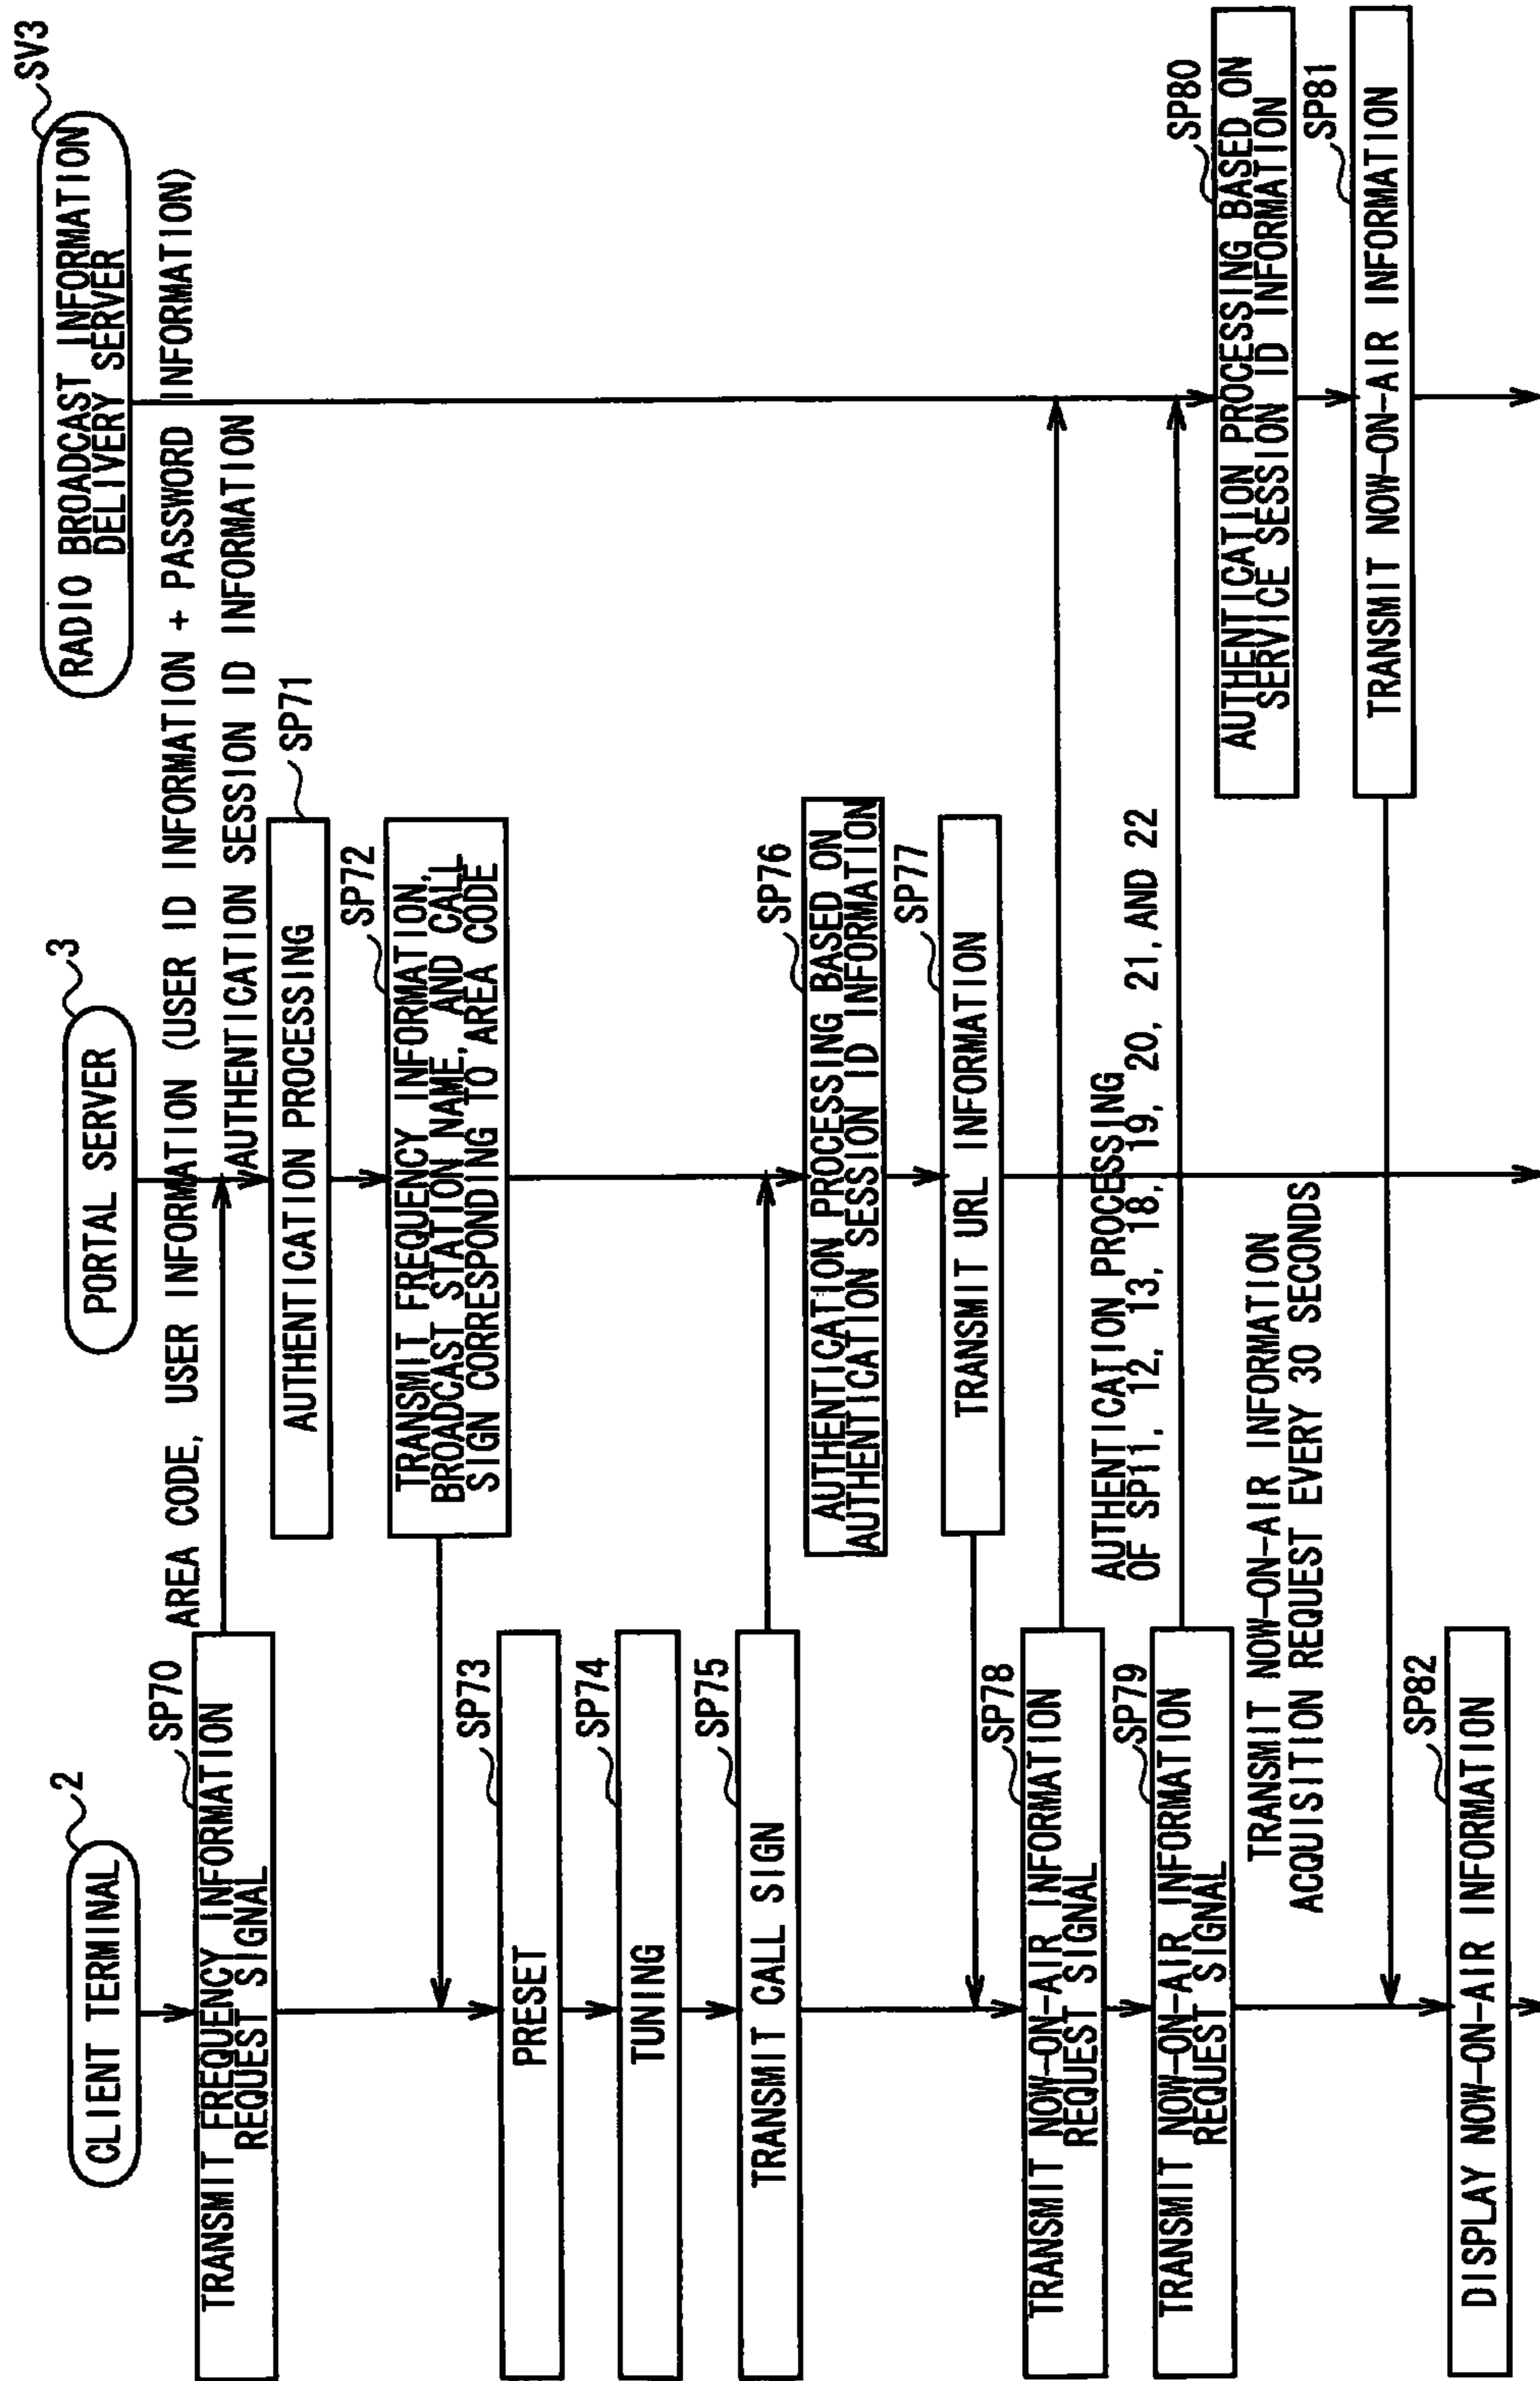 CLIENT TERMINAL
2
PORTAL SERVER
3
RADIO BROADCAST INFORMATION
DELIVERY SERVER
SV3
SP70
TRANSMIT FREQUENCY INFORMATION
REQUEST SIGNAL
AREA CODE, USER INFORMATION (USER ID INFORMATION + PASSWORD INFORMATION)
AUTHENTICATION SESSION ID INFORMATION
SP71
AUTHENTICATION PROCESSING
SP72
TRANSMIT FREQUENCY INFORMATION,
BROADCAST STATION NAME, AND CALL
SIGN CORRESPONDING TO AREA CODE
SP73
PRESET
SP74
TUNING
SP75
TRANSMIT CALL SIGN
SP76
AUTHENTICATION PROCESSING BASED ON
AUTHENTICATION SESSION ID INFORMATION
SP77
TRANSMIT URL INFORMATION
SP78
TRANSMIT NOW-ON-AIR INFORMATION
REQUEST SIGNAL
AUTHENTICATION PROCESSING
OF SP11, 12, 13, 18, 19, 20, 21, AND 22
SP79
TRANSMIT NOW-ON-AIR INFORMATION
REQUEST SIGNAL
SP80
AUTHENTICATION PROCESSING BASED ON
SERVICE SESSION ID INFORMATION
TRANSMIT NOW-ON-AIR INFORMATION
ACQUISITION REQUEST EVERY 30 SECONDS
SP81
TRANSMIT NOW-ON-AIR INFORMATION
SP82
DISPLAY NOW-ON-AIR INFORMATION